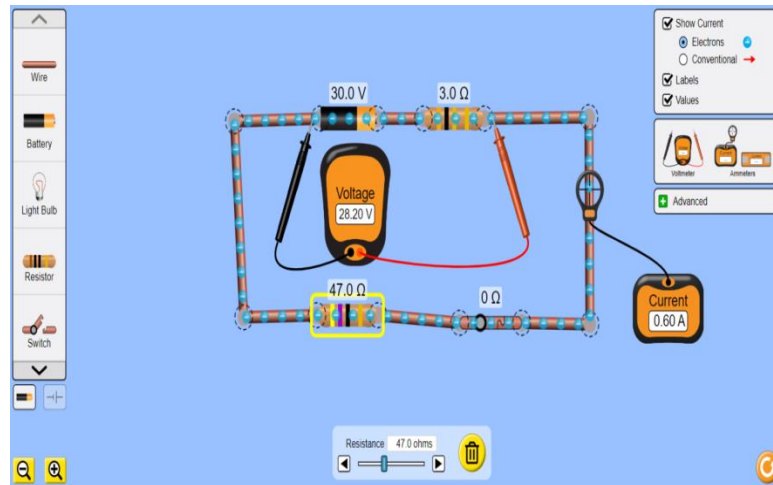 Wire
Battery
Light Bulb
Resistor
Switch
30.0 V
3.0 Ω
Voltage
28.20 V
47.0 Ω
0 Ω
Current
0.60 A
Show Current
Electrons
Conventional
Labels
Values
Voltmeter
Ammeters
Advanced
Resistance 47.0 ohms